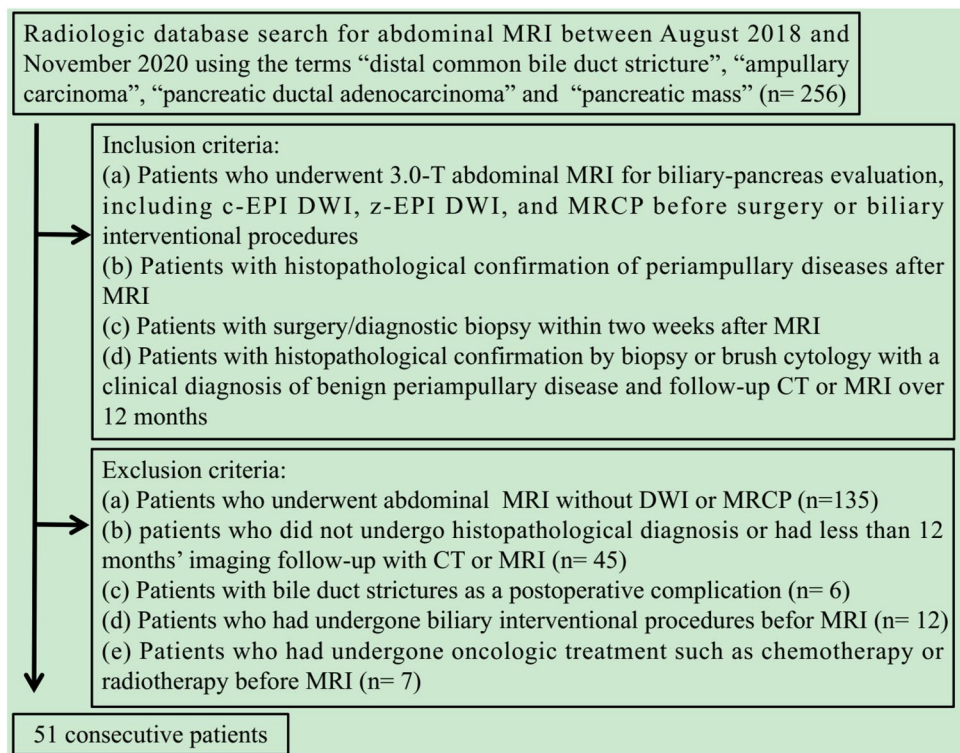 Radiologic database search for abdominal MRI between August 2018 and
November 2020 using the terms “distal common bile duct stricture”, “ampullary
carcinoma”, “pancreatic ductal adenocarcinoma” and “pancreatic mass” (n= 256)
Inclusion criteria:
(a) Patients who underwent 3.0-T abdominal MRI for biliary-pancreas evaluation,
including c-EPI DWI, z-EPI DWI, and MRCP before surgery or biliary
interventional procedures
(b) Patients with histopathological confirmation of periampullary diseases after
MRI
(c) Patients with surgery/diagnostic biopsy within two weeks after MRI
(d) Patients with histopathological confirmation by biopsy or brush cytology with a
clinical diagnosis of benign periampullary disease and follow-up CT or MRI over
12 months
Exclusion criteria:
(a) Patients who underwent abdominal MRI without DWI or MRCP (n=135)
(b) patients who did not undergo histopathological diagnosis or had less than 12
months’ imaging follow-up with CT or MRI (n= 45)
(c) Patients with bile duct strictures as a postoperative complication (n= 6)
(d) Patients who had undergone biliary interventional procedures befor MRI (n= 12)
(e) Patients who had undergone oncologic treatment such as chemotherapy or
radiotherapy before MRI (n= 7)
51 consecutive patients